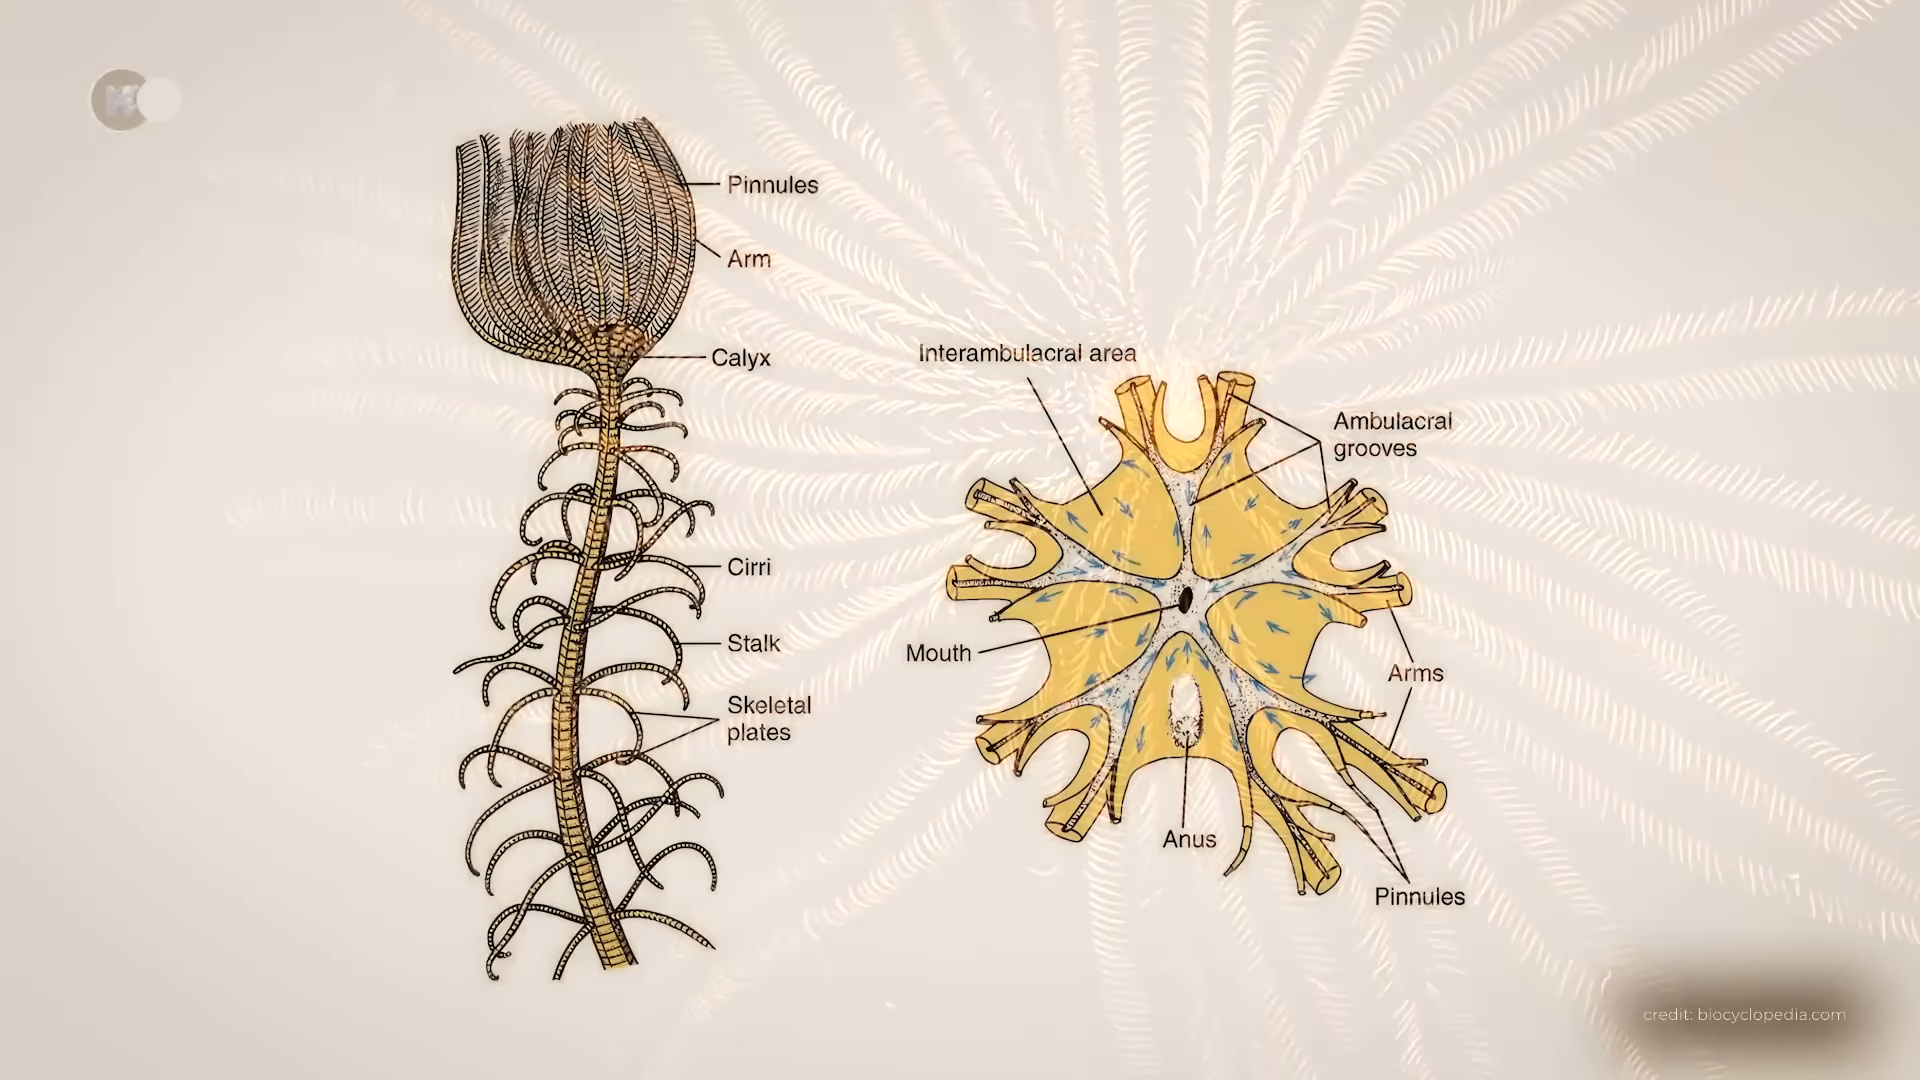 Pinnules
Arm
Calyx
Cirri
Stalk
Skeletal
plates
Interambulacral area
Ambulacral
grooves
Mouth
Arms
Anus
Pinnules
credit: biocyclopedia.com